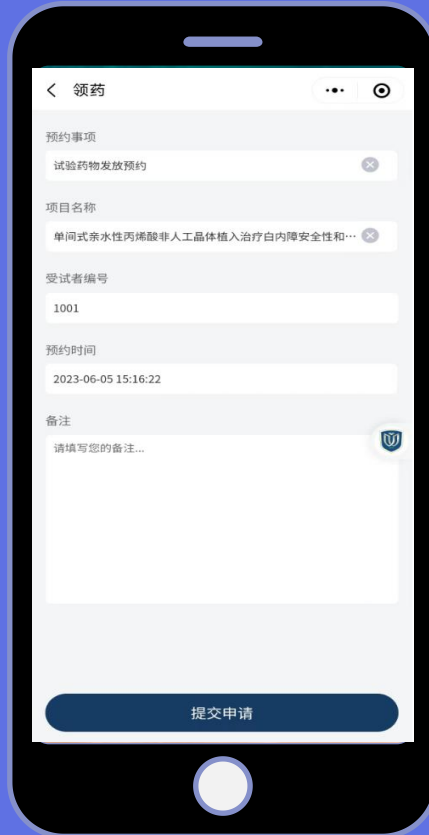 领药
预约事项
试验药物发放预约
项目名称
单间式亲水性丙烯酸非人工晶体植入治疗白内障安全性和…
受试者编号
1001
预约时间
2023-06-05 15:16:22
备注
请填写您的备注...
提交申请